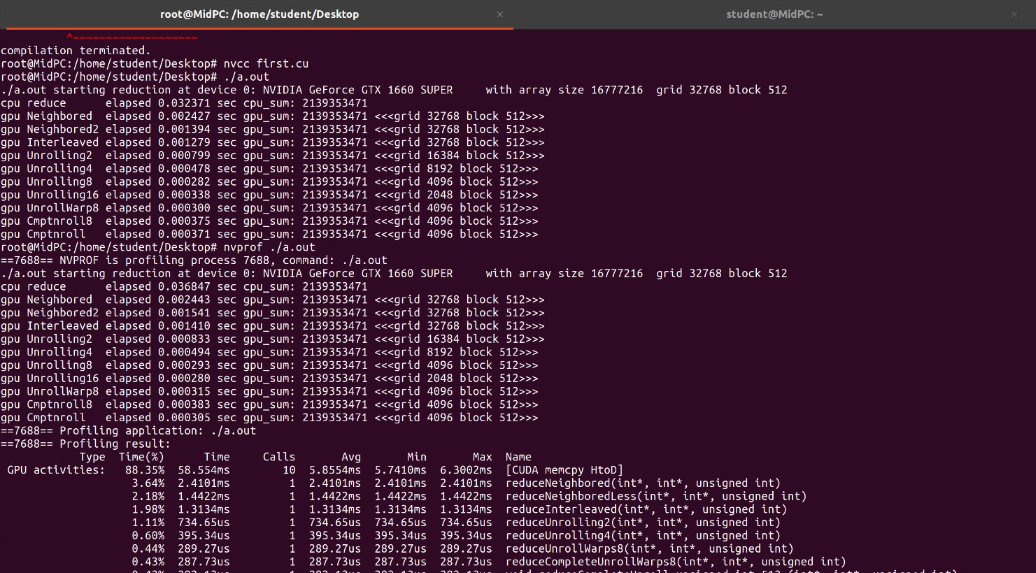 root@MidPC: /home/student/Desktop × student@MidPC: ~ ×
^~~~~~~~~~~~~~~~~~~~
compilation terminated.
root@MidPC:/home/student/Desktop# nvcc first.cu
root@MidPC:/home/student/Desktop# ./a.out
./a.out starting reduction at device 0: NVIDIA GeForce GTX 1660 SUPER     with array size 16777216  grid 32768 block 512
cpu reduce      elapsed 0.032371 sec cpu_sum: 2139353471
gpu Neighbored  elapsed 0.002427 sec gpu_sum: 2139353471 <<<grid 32768 block 512>>>
gpu Neighbored2 elapsed 0.001394 sec gpu_sum: 2139353471 <<<grid 32768 block 512>>>
gpu Interleaved elapsed 0.001279 sec gpu_sum: 2139353471 <<<grid 32768 block 512>>>
gpu Unrolling2  elapsed 0.000799 sec gpu_sum: 2139353471 <<<grid 16384 block 512>>>
gpu Unrolling4  elapsed 0.000478 sec gpu_sum: 2139353471 <<<grid 8192 block 512>>>
gpu Unrolling8  elapsed 0.000282 sec gpu_sum: 2139353471 <<<grid 4096 block 512>>>
gpu Unrolling16 elapsed 0.000338 sec gpu_sum: 2139353471 <<<grid 2048 block 512>>>
gpu UnrollWarp8 elapsed 0.000300 sec gpu_sum: 2139353471 <<<grid 4096 block 512>>>
gpu Cmptnroll8  elapsed 0.000375 sec gpu_sum: 2139353471 <<<grid 4096 block 512>>>
gpu Cmptnroll   elapsed 0.000371 sec gpu_sum: 2139353471 <<<grid 4096 block 512>>>
root@MidPC:/home/student/Desktop# nvprof ./a.out
==7688== NVPROF is profiling process 7688, command: ./a.out
./a.out starting reduction at device 0: NVIDIA GeForce GTX 1660 SUPER     with array size 16777216  grid 32768 block 512
cpu reduce      elapsed 0.036847 sec cpu_sum: 2139353471
gpu Neighbored  elapsed 0.002443 sec gpu_sum: 2139353471 <<<grid 32768 block 512>>>
gpu Neighbored2 elapsed 0.001541 sec gpu_sum: 2139353471 <<<grid 32768 block 512>>>
gpu Interleaved elapsed 0.001410 sec gpu_sum: 2139353471 <<<grid 32768 block 512>>>
gpu Unrolling2  elapsed 0.000833 sec gpu_sum: 2139353471 <<<grid 16384 block 512>>>
gpu Unrolling4  elapsed 0.000494 sec gpu_sum: 2139353471 <<<grid 8192 block 512>>>
gpu Unrolling8  elapsed 0.000293 sec gpu_sum: 2139353471 <<<grid 4096 block 512>>>
gpu Unrolling16 elapsed 0.000280 sec gpu_sum: 2139353471 <<<grid 2048 block 512>>>
gpu UnrollWarp8 elapsed 0.000315 sec gpu_sum: 2139353471 <<<grid 4096 block 512>>>
gpu Cmptnroll8  elapsed 0.000383 sec gpu_sum: 2139353471 <<<grid 4096 block 512>>>
gpu Cmptnroll   elapsed 0.000305 sec gpu_sum: 2139353471 <<<grid 4096 block 512>>>
==7688== Profiling application: ./a.out
==7688== Profiling result:
Type  Time(%)      Time     Calls       Avg       Min       Max  Name
GPU activities:   88.35%  58.554ms        10  5.8554ms  5.7410ms  6.3002ms  [CUDA memcpy HtoD]
3.64%  2.4101ms         1  2.4101ms  2.4101ms  2.4101ms  reduceNeighbored(int*, int*, unsigned int)
2.18%  1.4422ms         1  1.4422ms  1.4422ms  1.4422ms  reduceNeighboredLess(int*, int*, unsigned int)
1.98%  1.3134ms         1  1.3134ms  1.3134ms  1.3134ms  reduceInterleaved(int*, int*, unsigned int)
1.11%  734.65us         1  734.65us  734.65us  734.65us  reduceUnrolling2(int*, int*, unsigned int)
0.60%  395.34us         1  395.34us  395.34us  395.34us  reduceUnrolling4(int*, int*, unsigned int)
0.44%  289.27us         1  289.27us  289.27us  289.27us  reduceUnrollWarps8(int*, int*, unsigned int)
0.43%  287.73us         1  287.73us  287.73us  287.73us  reduceCompleteUnrollWarps8(int*, int*, unsigned int)